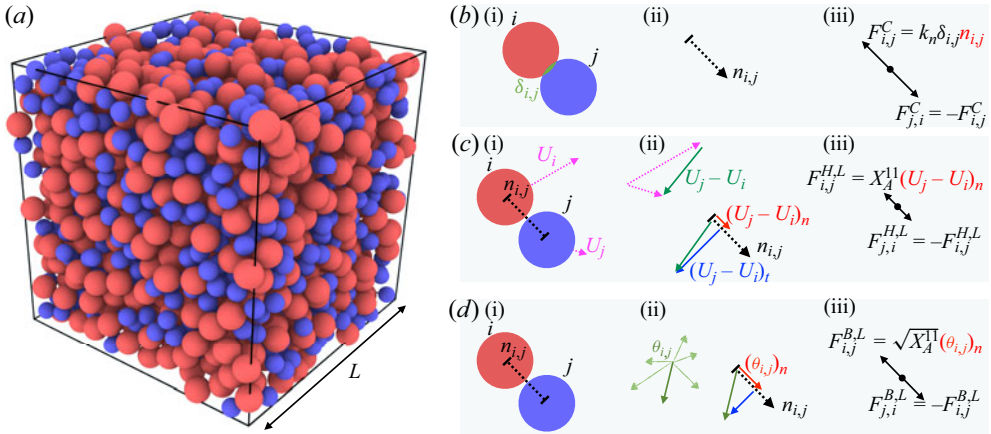 (a)
L
(b) (i) (ii) (iii)
i
j
δ_{i,j}
n_{i,j}
F^C_{i,j} = k_n δ_{i,j} n_{i,j}
F^C_{j,i} = –F^C_{i,j}
(c) (i) (ii) (iii)
i
U_i
n_{i,j}
j
U_j
U_j – U_i
(U_j – U_i)_n
n_{i,j}
(U_j – U_i)_t
F^{H,L}_{i,j} = X^{11}_A (U_j – U_i)_n
F^{H,L}_{j,i} = –F^{H,L}_{i,j}
(d) (i) (ii) (iii)
i
n_{i,j}
j
θ_{i,j}
(θ_{i,j})_n
n_{i,j}
F^{B,L}_{i,j} = √X^{11}_A (θ_{i,j})_n
F^{B,L}_{j,i} = –F^{B,L}_{i,j}